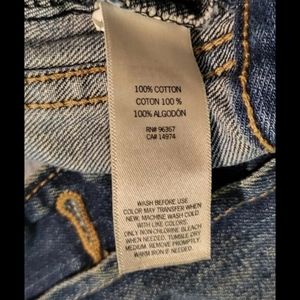 100% COTTON
COTON 100 %
100% ALGODÓN
RN# 96367
CA# 14974
WASH BEFORE USE
COLOR MAY TRANSFER WHEN
NEW. MACHINE WASH COLD
WITH LIKE COLORS.
ONLY NON-CHLORINE BLEACH
WHEN NEEDED. TUMBLE DRY
MEDIUM. REMOVE PROMPTLY.
WARM IRON IF NEEDED.